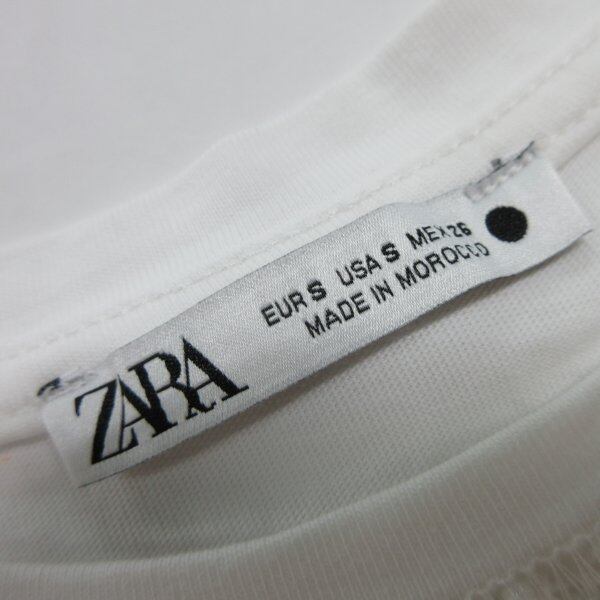 ZARA
EUR S USA S MEX 26
MADE IN MOROCCO